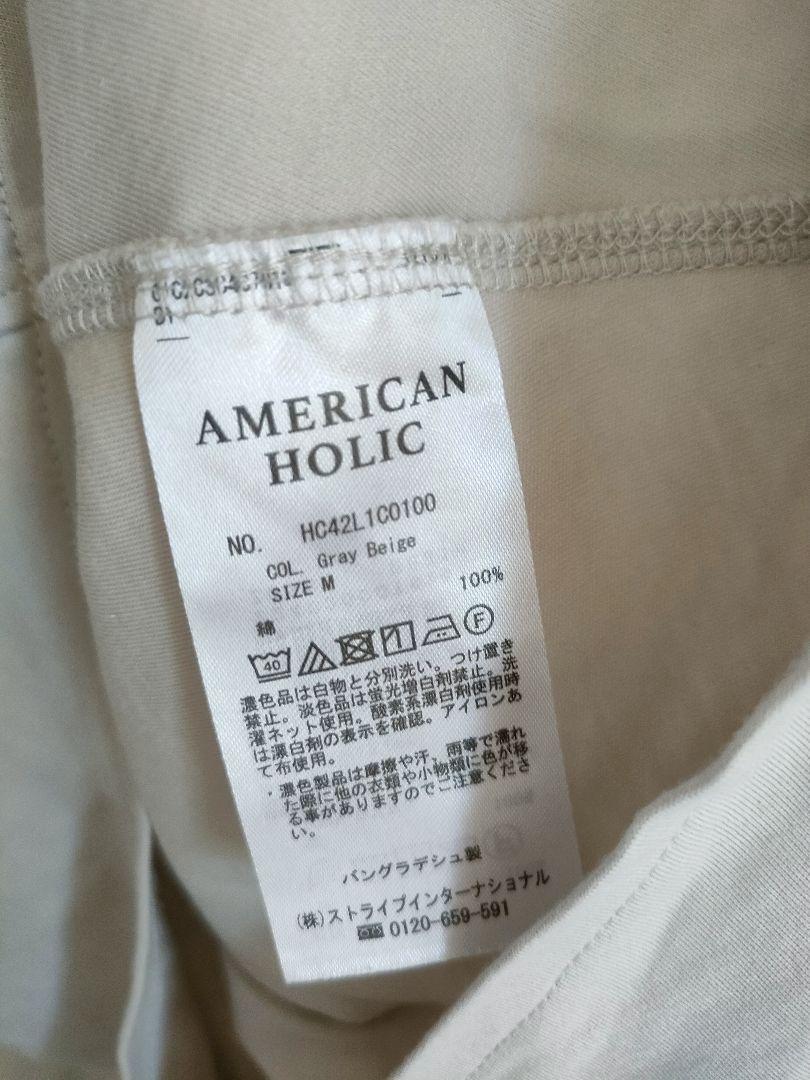 AMERICAN
HOLIC
NO. HC42L1C0100
COL. Gray Beige
SIZE M
綿 100%
40 F
濃色品は白物と分別洗い。つけ置き
禁止。淡色品は蛍光増白剤禁止。洗
濯ネット使用。酸素系漂白剤使用時
は漂白剤の表示を確認。アイロンあ
て布使用。
・濃色製品は摩擦や汗、雨等で濡れ
た際に他の衣類や小物類に色が移
る事がありますのでご注意くださ
い。
バングラデシュ製
(株)ストライプインターナショナル
0120-659-591